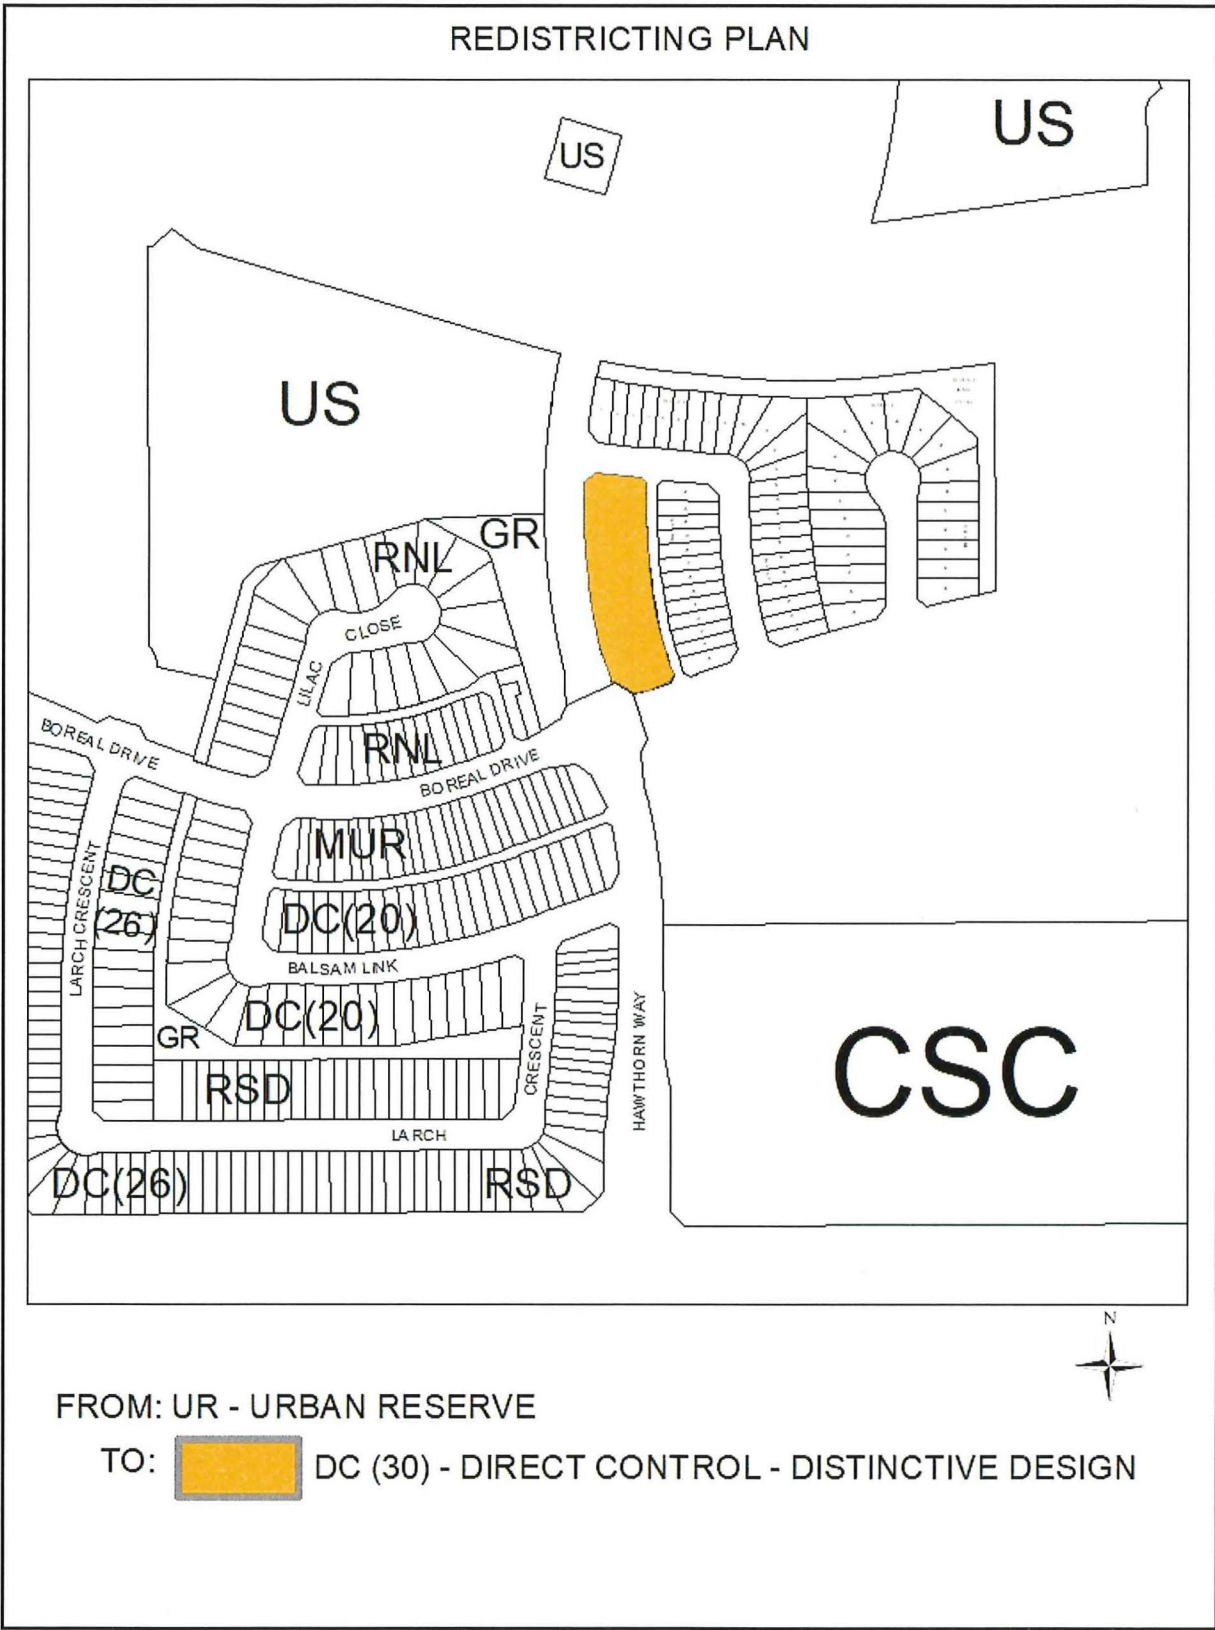 REDISTRICTING PLAN
US
US
US
GR
RNL
CLOSE
LILAC
RNL
BOREAL DRIVE
BOREAL DRIVE
MUR
LARCH CRESCENT
DC
(26)
DC(20)
BALSAM LINK
DC(20)
GR
CRESCENT
HAWTHORN WAY
CSC
RSD
LARCH
DC(26)
RSD
N
FROM: UR - URBAN RESERVE
TO: DC (30) - DIRECT CONTROL - DISTINCTIVE DESIGN